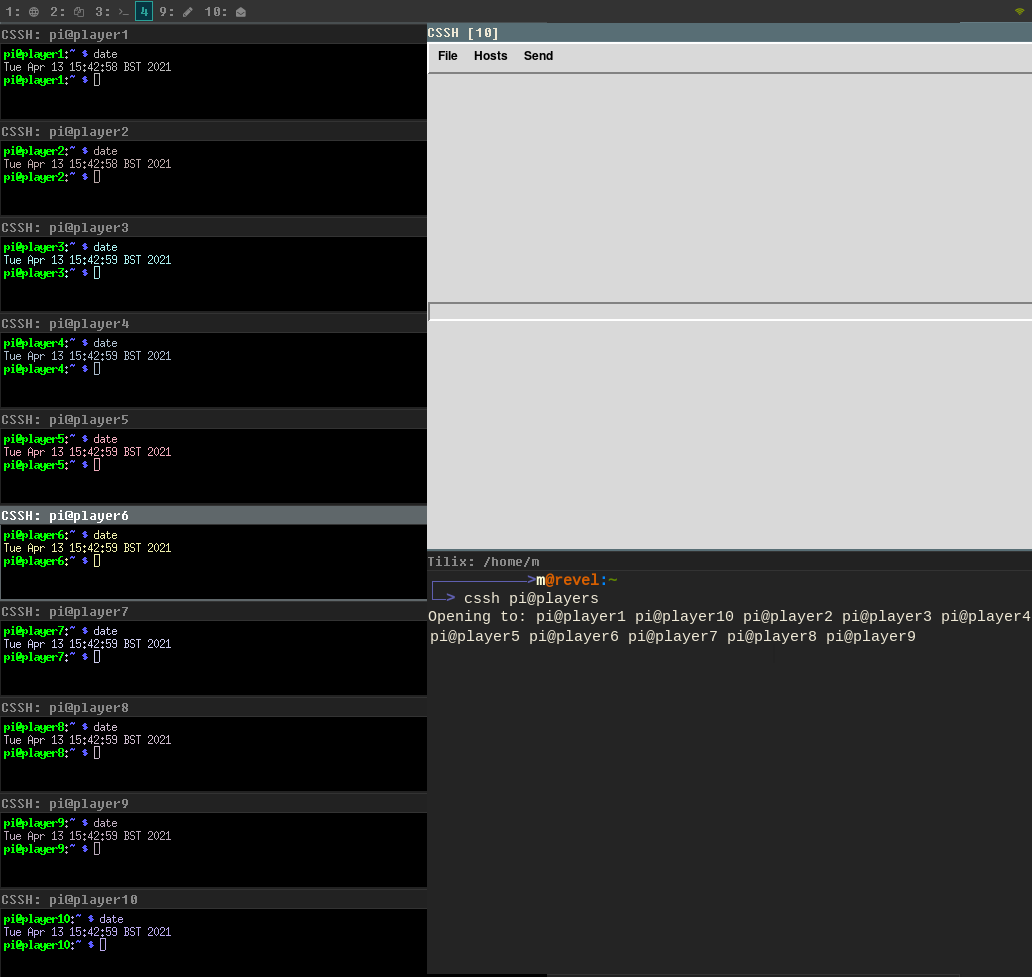 1: 2: 3: >_ 4 9: 10:
CSSH: pi@player1
pi@player1:~ $ date
Tue Apr 13 15:42:58 BST 2021
pi@player1:~ $
CSSH: pi@player2
pi@player2:~ $ date
Tue Apr 13 15:42:58 BST 2021
pi@player2:~ $
CSSH: pi@player3
pi@player3:~ $ date
Tue Apr 13 15:42:59 BST 2021
pi@player3:~ $
CSSH: pi@player4
pi@player4:~ $ date
Tue Apr 13 15:42:59 BST 2021
pi@player4:~ $
CSSH: pi@player5
pi@player5:~ $ date
Tue Apr 13 15:42:59 BST 2021
pi@player5:~ $
CSSH: pi@player6
pi@player6:~ $ date
Tue Apr 13 15:42:59 BST 2021
pi@player6:~ $
CSSH: pi@player7
pi@player7:~ $ date
Tue Apr 13 15:42:59 BST 2021
pi@player7:~ $
CSSH: pi@player8
pi@player8:~ $ date
Tue Apr 13 15:42:59 BST 2021
pi@player8:~ $
CSSH: pi@player9
pi@player9:~ $ date
Tue Apr 13 15:42:59 BST 2021
pi@player9:~ $
CSSH: pi@player10
pi@player10:~ $ date
Tue Apr 13 15:42:59 BST 2021
pi@player10:~ $
CSSH [10]
File Hosts Send
Tilix: /home/m
>m@revel:~
> cssh pi@players
Opening to: pi@player1 pi@player10 pi@player2 pi@player3 pi@player4
pi@player5 pi@player6 pi@player7 pi@player8 pi@player9